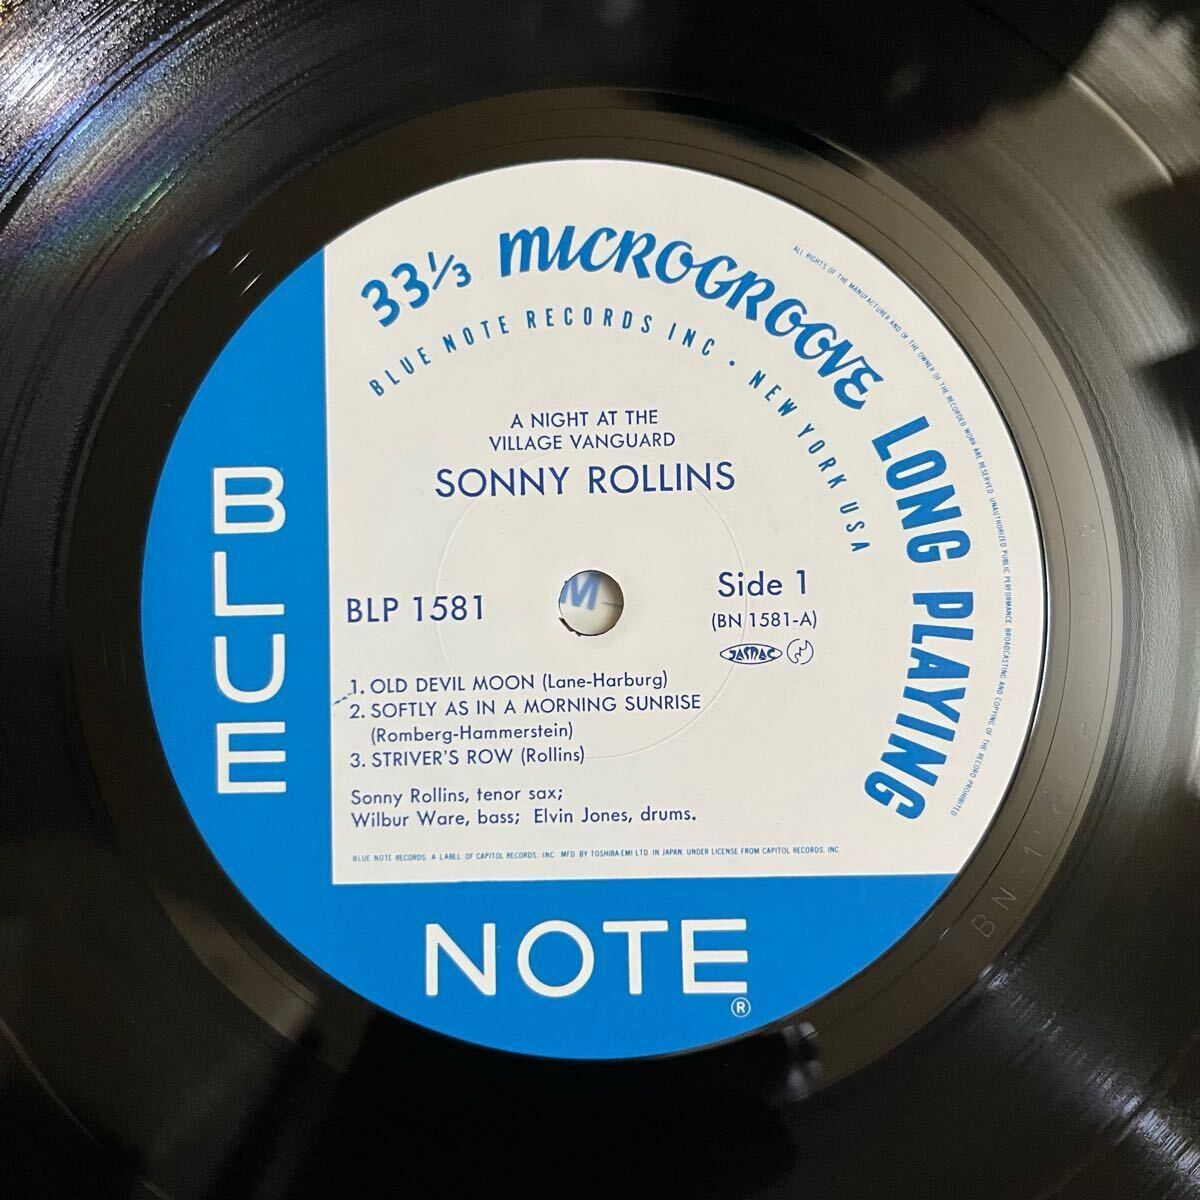 33⅓ MICROGROOVE LONG PLAYING
BLUE NOTE RECORDS INC • NEW YORK USA
ALL RIGHTS OF THE MANUFACTURER AND OF THE OWNER OF THE RECORDED WORK ARE RESERVED. UNAUTHORIZED PUBLIC PERFORMANCE BROADCASTING AND COPYING OF THE RECORD PROHIBITED
A NIGHT AT THE
VILLAGE VANGUARD
SONNY ROLLINS
BLP 1581
Side 1
(BN 1581-A)
JASRAC
1. OLD DEVIL MOON (Lane-Harburg)
2. SOFTLY AS IN A MORNING SUNRISE
(Romberg-Hammerstein)
3. STRIVER'S ROW (Rollins)
Sonny Rollins, tenor sax;
Wilbur Ware, bass; Elvin Jones, drums.
BLUE NOTE RECORDS. A LABEL OF CAPITOL RECORDS, INC. MFD. BY TOSHIBA-EMI LTD. IN JAPAN. UNDER LICENSE FROM CAPITOL RECORDS, INC.
BLUE
NOTE®
M